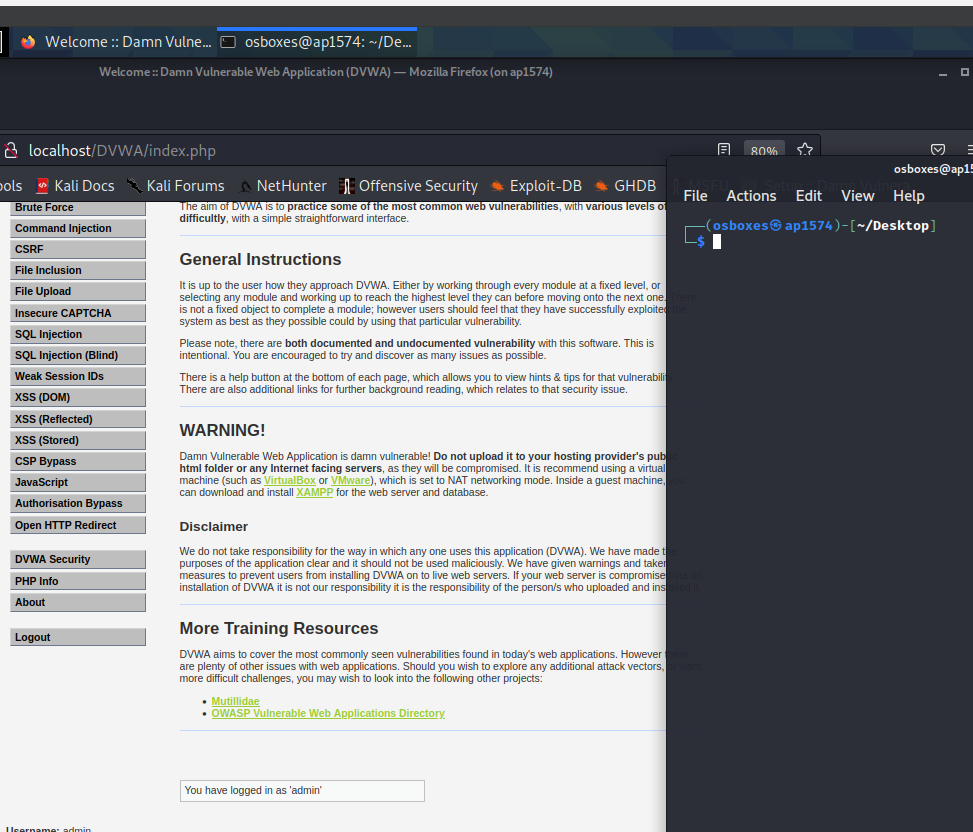 Welcome :: Damn Vulne...
osboxes@ap1574: ~/De...
Welcome :: Damn Vulnerable Web Application (DVWA) — Mozilla Firefox (on ap1574)
localhost/DVWA/index.php
80%
ools
Kali Docs
Kali Forums
NetHunter
Offensive Security
Exploit-DB
GHDB
Brute Force
Command Injection
CSRF
File Inclusion
File Upload
Insecure CAPTCHA
SQL Injection
SQL Injection (Blind)
Weak Session IDs
XSS (DOM)
XSS (Reflected)
XSS (Stored)
CSP Bypass
JavaScript
Authorisation Bypass
Open HTTP Redirect
DVWA Security
PHP Info
About
Logout
Username: admin
The aim of DVWA is to practice some of the most common web vulnerabilities, with various levels of
difficultly, with a simple straightforward interface.
General Instructions
It is up to the user how they approach DVWA. Either by working through every module at a fixed level, or
selecting any module and working up to reach the highest level they can before moving onto the next one. There
is not a fixed object to complete a module; however users should feel that they have successfully exploited the
system as best as they possible could by using that particular vulnerability.
Please note, there are both documented and undocumented vulnerability with this software. This is
intentional. You are encouraged to try and discover as many issues as possible.
There is a help button at the bottom of each page, which allows you to view hints & tips for that vulnerabilit
There are also additional links for further background reading, which relates to that security issue.
WARNING!
Damn Vulnerable Web Application is damn vulnerable! Do not upload it to your hosting provider's public
html folder or any Internet facing servers, as they will be compromised. It is recommend using a virtual
machine (such as VirtualBox or VMware), which is set to NAT networking mode. Inside a guest machine, you
can download and install XAMPP for the web server and database.
Disclaimer
We do not take responsibility for the way in which any one uses this application (DVWA). We have made the
purposes of the application clear and it should not be used maliciously. We have given warnings and taken
measures to prevent users from installing DVWA on to live web servers. If your web server is compromised via an
installation of DVWA it is not our responsibility it is the responsibility of the person/s who uploaded and installed it.
More Training Resources
DVWA aims to cover the most commonly seen vulnerabilities found in today's web applications. However there
are plenty of other issues with web applications. Should you wish to explore any additional attack vectors, or want
more difficult challenges, you may wish to look into the following other projects:
• Mutillidae
• OWASP Vulnerable Web Applications Directory
You have logged in as 'admin'
osboxes@ap15
File
Actions
Edit
View
Help
┌──(osboxes㉿ap1574)-[~/Desktop]
└─$